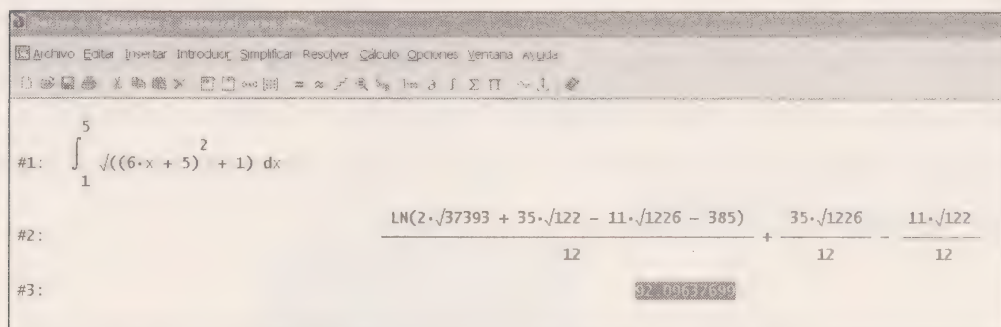 Archivo Editar Insertar Introducir Simplificar Resolver Cálculo Opciones Ventana Ayuda
5
#1: ∫ √((6·x + 5)² + 1) dx
1
LN(2·√37393 + 35·√122 - 11·√1226 - 385) 35·√1226 11·√122
#2: ――― + ――― - ―――
12 12 12
#3: 92.09637699